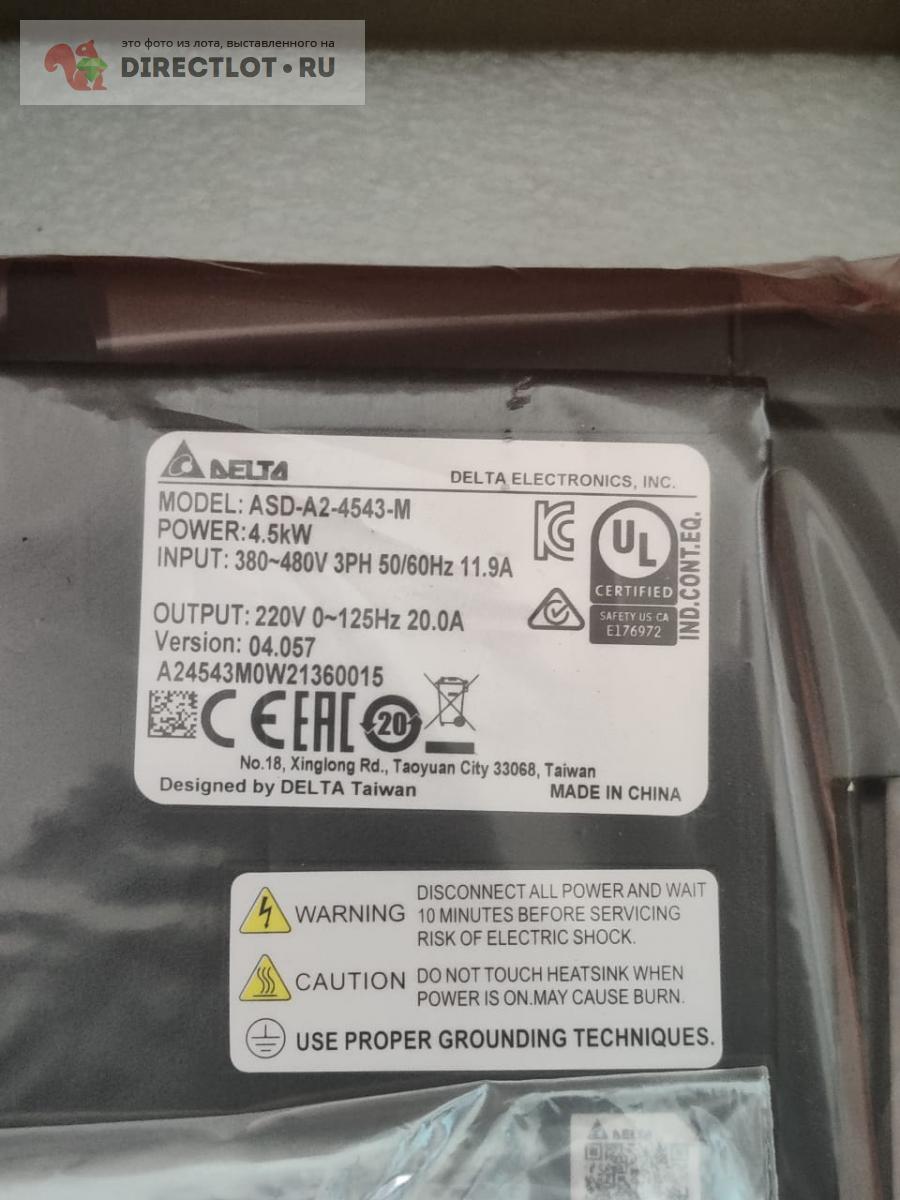 это фото из лота, выставленного на
DIRECTLOT•RU
DELTA
DELTA ELECTRONICS, INC.
MODEL: ASD-A2-4543-M
POWER:4.5kW
INPUT: 380~480V 3PH 50/60Hz 11.9A
OUTPUT: 220V 0~125Hz 20.0A
Version: 04.057
A24543M0W21360015
UL
CERTIFIED
SAFETY US CA
E176972
IND.CONT.EQ.
CE EAC 20
No.18, Xinglong Rd., Taoyuan City 33068, Taiwan
Designed by DELTA Taiwan
MADE IN CHINA
WARNING
DISCONNECT ALL POWER AND WAIT
10 MINUTES BEFORE SERVICING
RISK OF ELECTRIC SHOCK.
CAUTION
DO NOT TOUCH HEATSINK WHEN
POWER IS ON.MAY CAUSE BURN.
USE PROPER GROUNDING TECHNIQUES.
DELTA